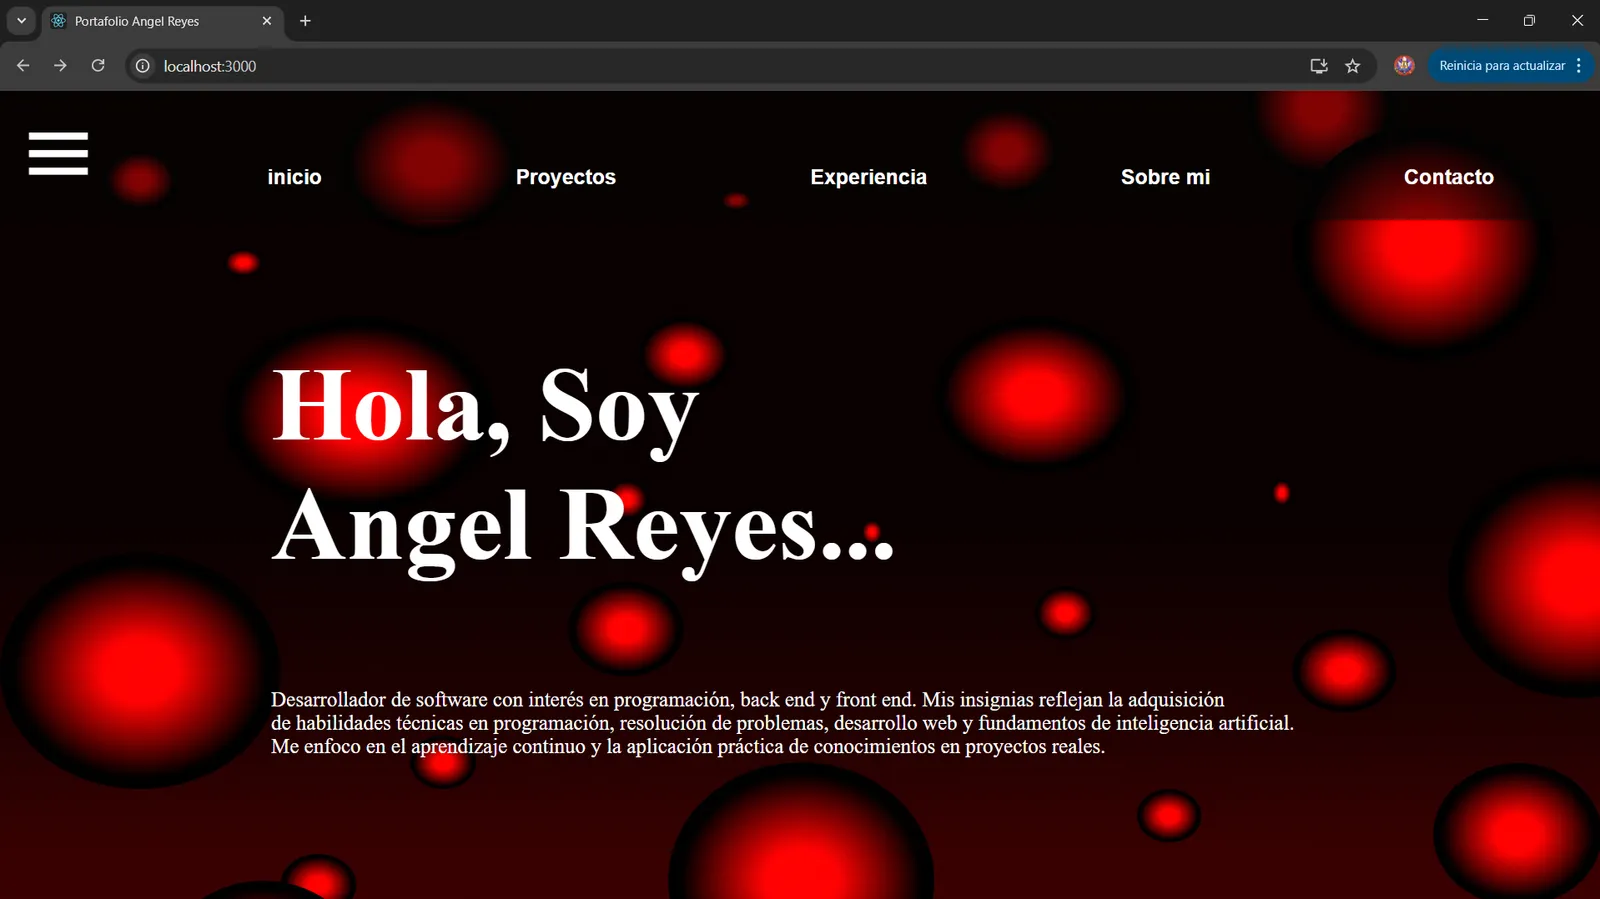 Portafolio Angel Reyes
localhost:3000
Reinicia para actualizar
inicio
Proyectos
Experiencia
Sobre mi
Contacto
Hola, Soy
Angel Reyes...
Desarrollador de software con interés en programación, back end y front end. Mis insignias reflejan la adquisición
de habilidades técnicas en programación, resolución de problemas, desarrollo web y fundamentos de inteligencia artificial.
Me enfoco en el aprendizaje continuo y la aplicación práctica de conocimientos en proyectos reales.